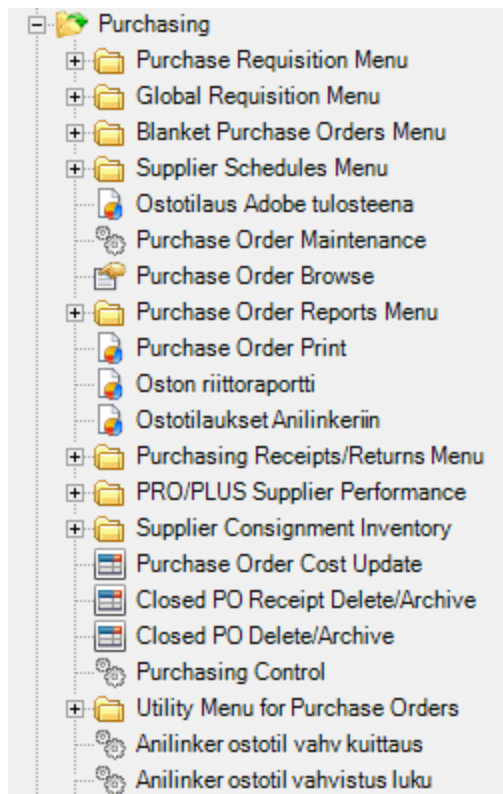 Purchasing
Purchase Requisition Menu
Global Requisition Menu
Blanket Purchase Orders Menu
Supplier Schedules Menu
Ostotilaus Adobe tulosteena
Purchase Order Maintenance
Purchase Order Browse
Purchase Order Reports Menu
Purchase Order Print
Oston riittoraportti
Ostotilaukset Anilinkeriin
Purchasing Receipts/Returns Menu
PRO/PLUS Supplier Performance
Supplier Consignment Inventory
Purchase Order Cost Update
Closed PO Receipt Delete/Archive
Closed PO Delete/Archive
Purchasing Control
Utility Menu for Purchase Orders
Anilinker ostotil vahv kuittaus
Anilinker ostotil vahvistus luku